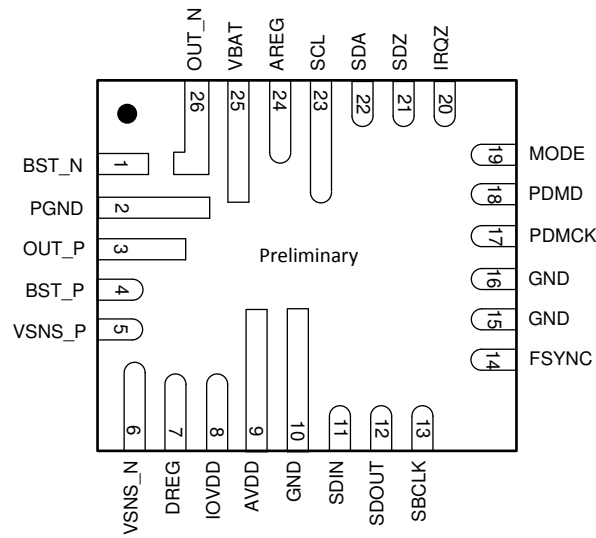 OUT_N
VBAT
AREG
SCL
SDA
SDZ
IRQZ
26
25
24
23
22
21
20
BST_N
1
PGND
2
OUT_P
3
BST_P
4
VSNS_P
5
19
MODE
18
PDMD
17
PDMCK
16
GND
15
GND
14
FSYNC
Preliminary
6
7
8
9
10
11
12
13
VSNS_N
DREG
IOVDD
AVDD
GND
SDIN
SDOUT
SBCLK